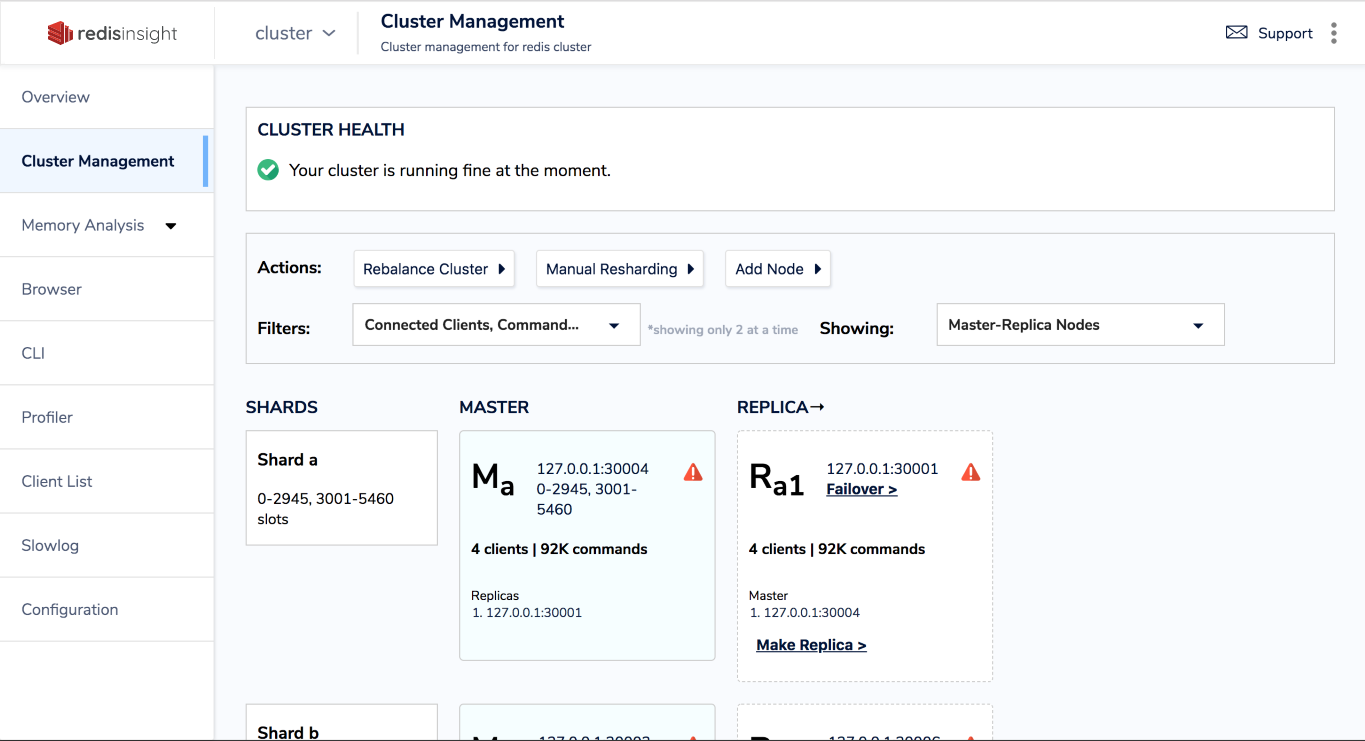 redisinsight
cluster
Cluster Management
Cluster management for redis cluster
Support
Overview
Cluster Management
Memory Analysis
Browser
CLI
Profiler
Client List
Slowlog
Configuration
CLUSTER HEALTH
Your cluster is running fine at the moment.
Actions:
Rebalance Cluster
Manual Resharding
Add Node
Filters:
Connected Clients, Command...
*showing only 2 at a time
Showing:
Master-Replica Nodes
SHARDS
MASTER
REPLICA→
Shard a
0-2945, 3001-5460
slots
Ma
127.0.0.1:30004
0-2945, 3001-
5460
4 clients | 92K commands
Replicas
1. 127.0.0.1:30001
Ra1
127.0.0.1:30001
Failover >
4 clients | 92K commands
Master
1. 127.0.0.1:30004
Make Replica >
Shard b